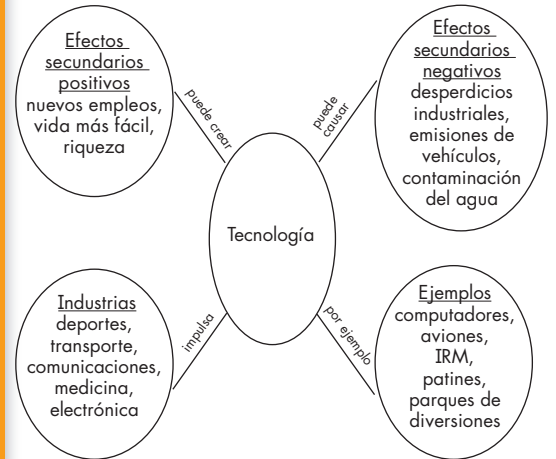 Efectos
secundarios
positivos
nuevos empleos,
vida más fácil,
riqueza
puede crear
Efectos
secundarios
negativos
desperdicios
industriales,
emisiones de
vehículos,
contaminación
del agua
puede
causar
Tecnología
Industrias
deportes,
transporte,
comunicaciones,
medicina,
electrónica
impulsa
Ejemplos
computadores,
aviones,
IRM,
patines,
parques de
diversiones
por ejemplo